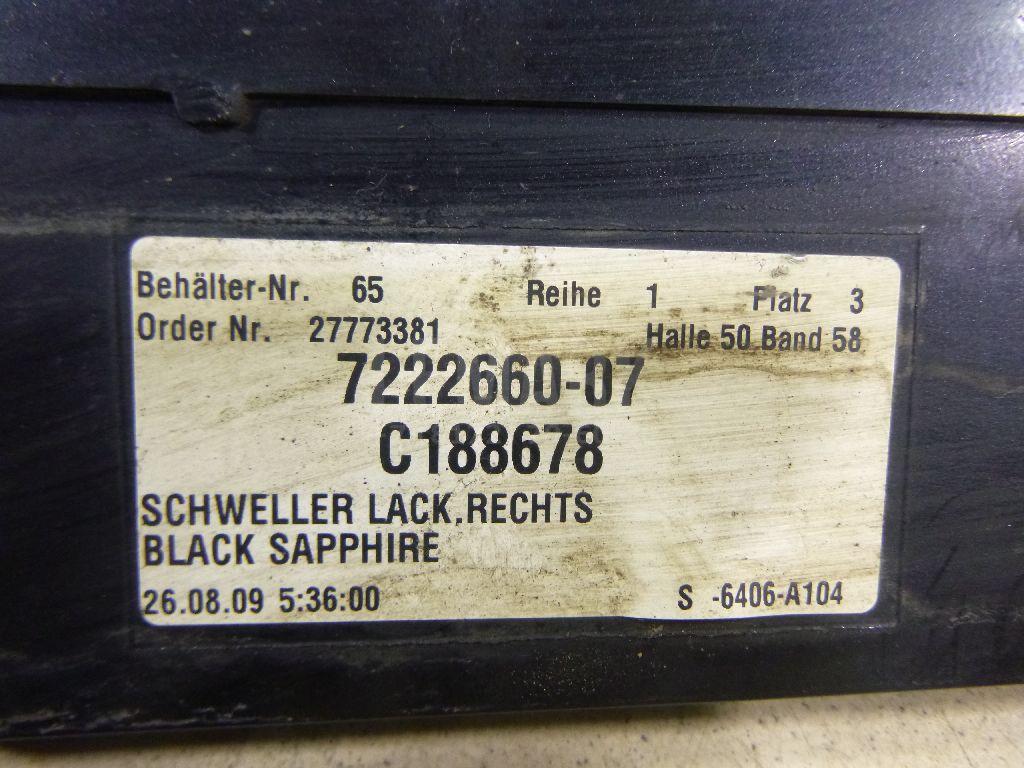 Behälter-Nr. 65 Reihe 1 Platz 3
Order Nr. 27773381 Halle 50 Band 58
7222660-07
C188678
SCHWELLER LACK.RECHTS
BLACK SAPPHIRE
26.08.09 5:36:00 S -6406-A104